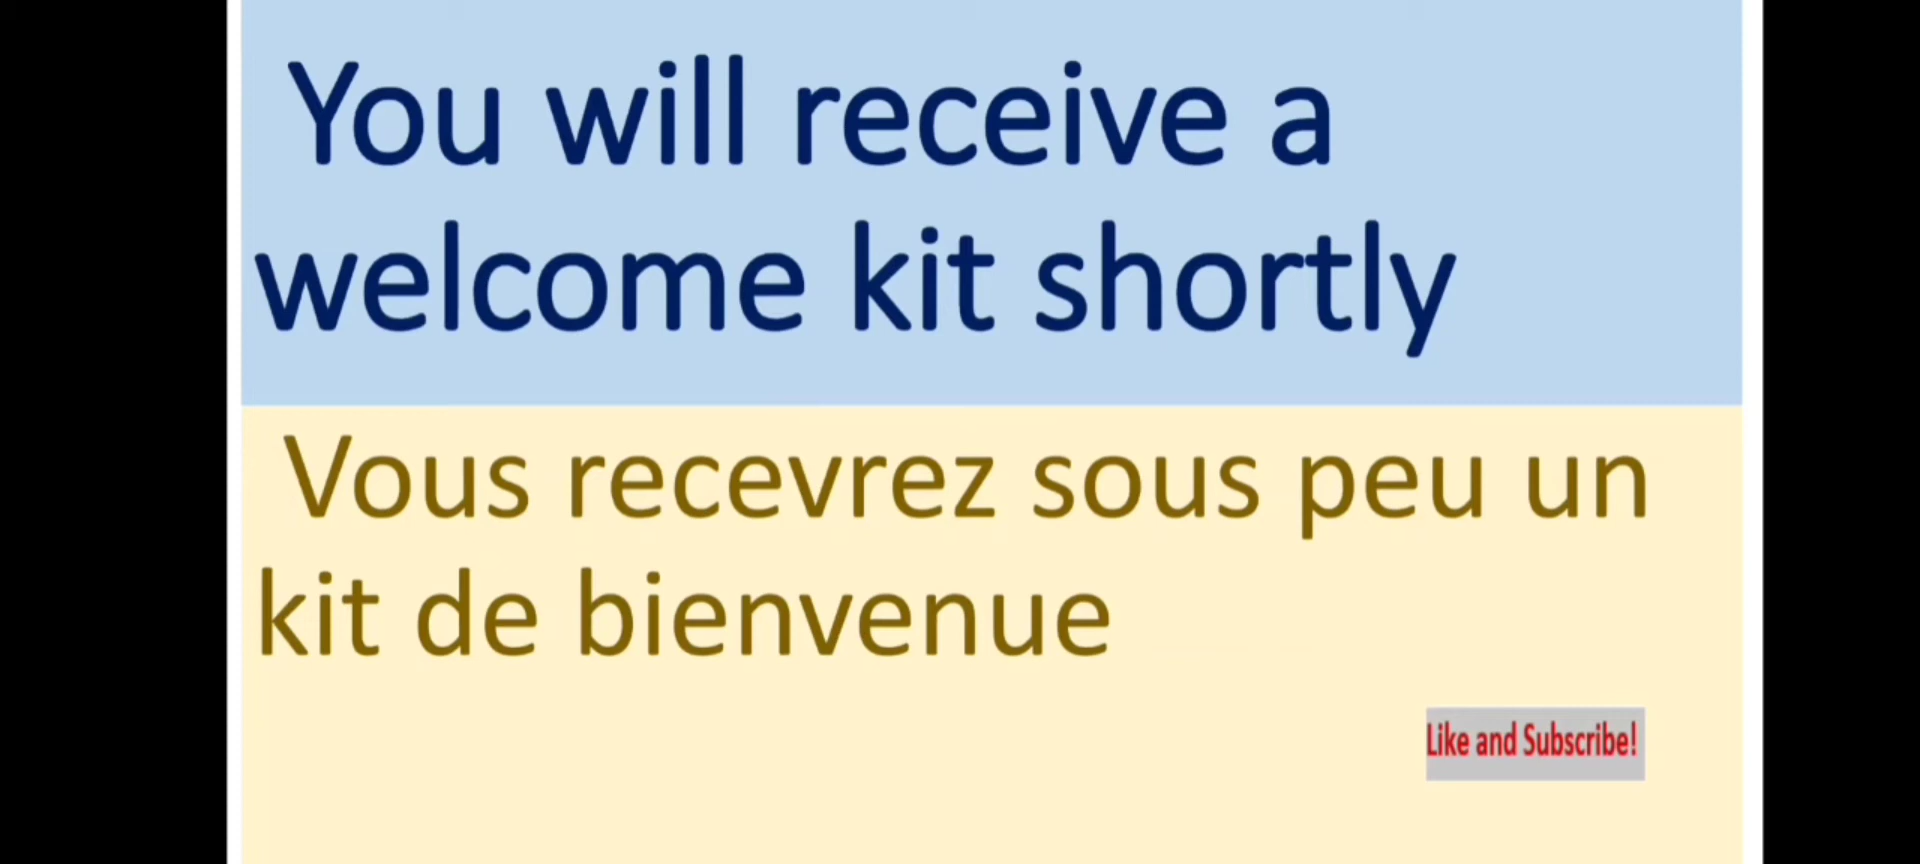 You will receive a
welcome kit shortly
Vous recevrez sous peu un
kit de bienvenue
Like and Subscribe!